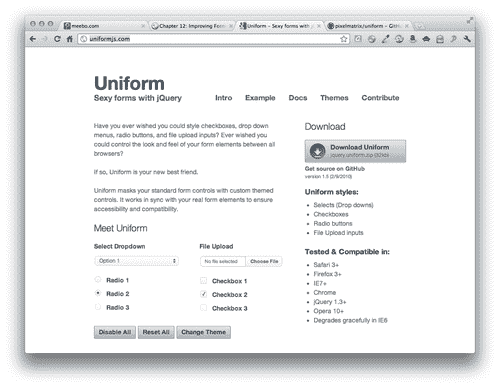 meebo.com
Chapter 12: Improving Form
Uniform – Sexy forms with jQuery
pixelmatrix/uniform – GitHub
uniformjs.com
Uniform
Sexy forms with jQuery
Intro Example Docs Themes Contribute
Have you ever wished you could style checkboxes, drop down
menus, radio buttons, and file upload inputs? Ever wished you
could control the look and feel of your form elements between all
browsers?
If so, Uniform is your new best friend.
Uniform masks your standard form controls with custom themed
controls. It works in sync with your real form elements to ensure
accessibility and compatibility.
Meet Uniform
Select Dropdown
Option 1
Radio 1
Radio 2
Radio 3
File Upload
No file selected Choose File
Checkbox 1
Checkbox 2
Checkbox 3
Disable All Reset All Change Theme
Download
Download Uniform
jquery.uniform.zip
Get source on GitHub
version 1.5 (2/9/2010)
Uniform styles:
Selects (Drop downs)
Checkboxes
Radio buttons
File Upload inputs
Tested & Compatible in:
Safari 3+
Firefox 3+
IE7+
Chrome
jQuery 1.3+
Opera 10+
Degrades gracefully in IE6